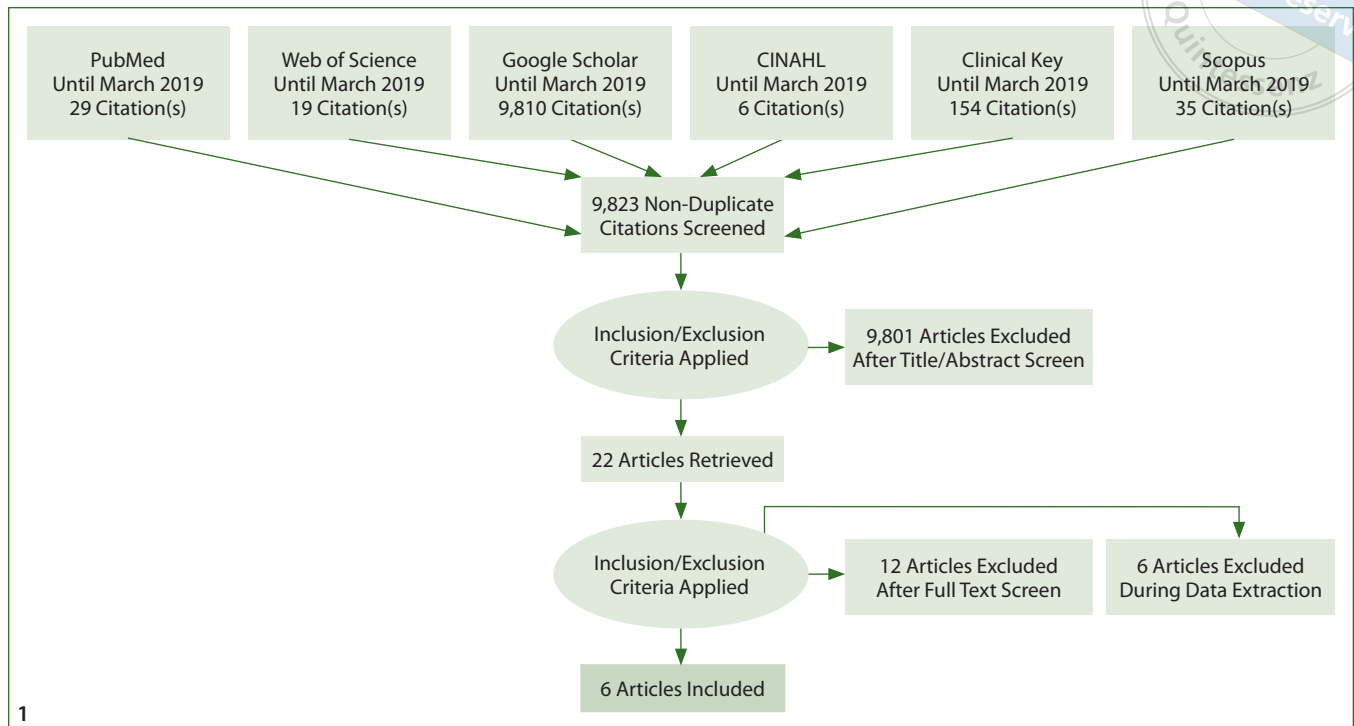 PubMed
Until March 2019
29 Citation(s)
Web of Science
Until March 2019
19 Citation(s)
Google Scholar
Until March 2019
9,810 Citation(s)
CINAHL
Until March 2019
6 Citation(s)
Clinical Key
Until March 2019
154 Citation(s)
Scopus
Until March 2019
35 Citation(s)
9,823 Non-Duplicate
Citations Screened
Inclusion/Exclusion
Criteria Applied
9,801 Articles Excluded
After Title/Abstract Screen
22 Articles Retrieved
Inclusion/Exclusion
Criteria Applied
12 Articles Excluded
After Full Text Screen
6 Articles Excluded
During Data Extraction
6 Articles Included
1